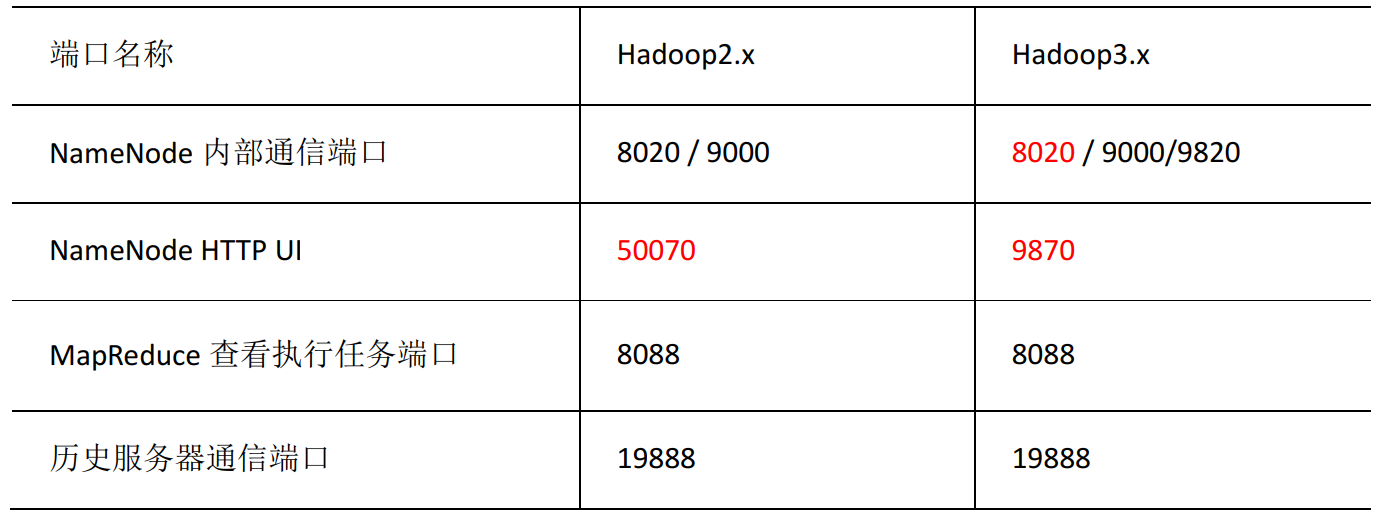 端口名称 Hadoop2.x Hadoop3.x
NameNode 内部通信端口 8020 / 9000 8020 / 9000/9820
NameNode HTTP UI 50070 9870
MapReduce 查看执行任务端口 8088 8088
历史服务器通信端口 19888 19888